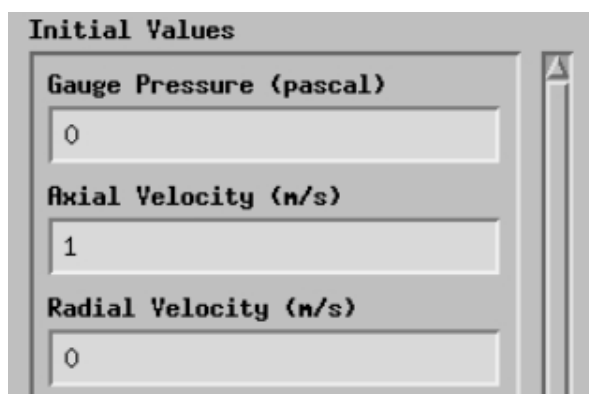 Initial Values
Gauge Pressure (pascal)
0
Axial Velocity (m/s)
1
Radial Velocity (m/s)
0